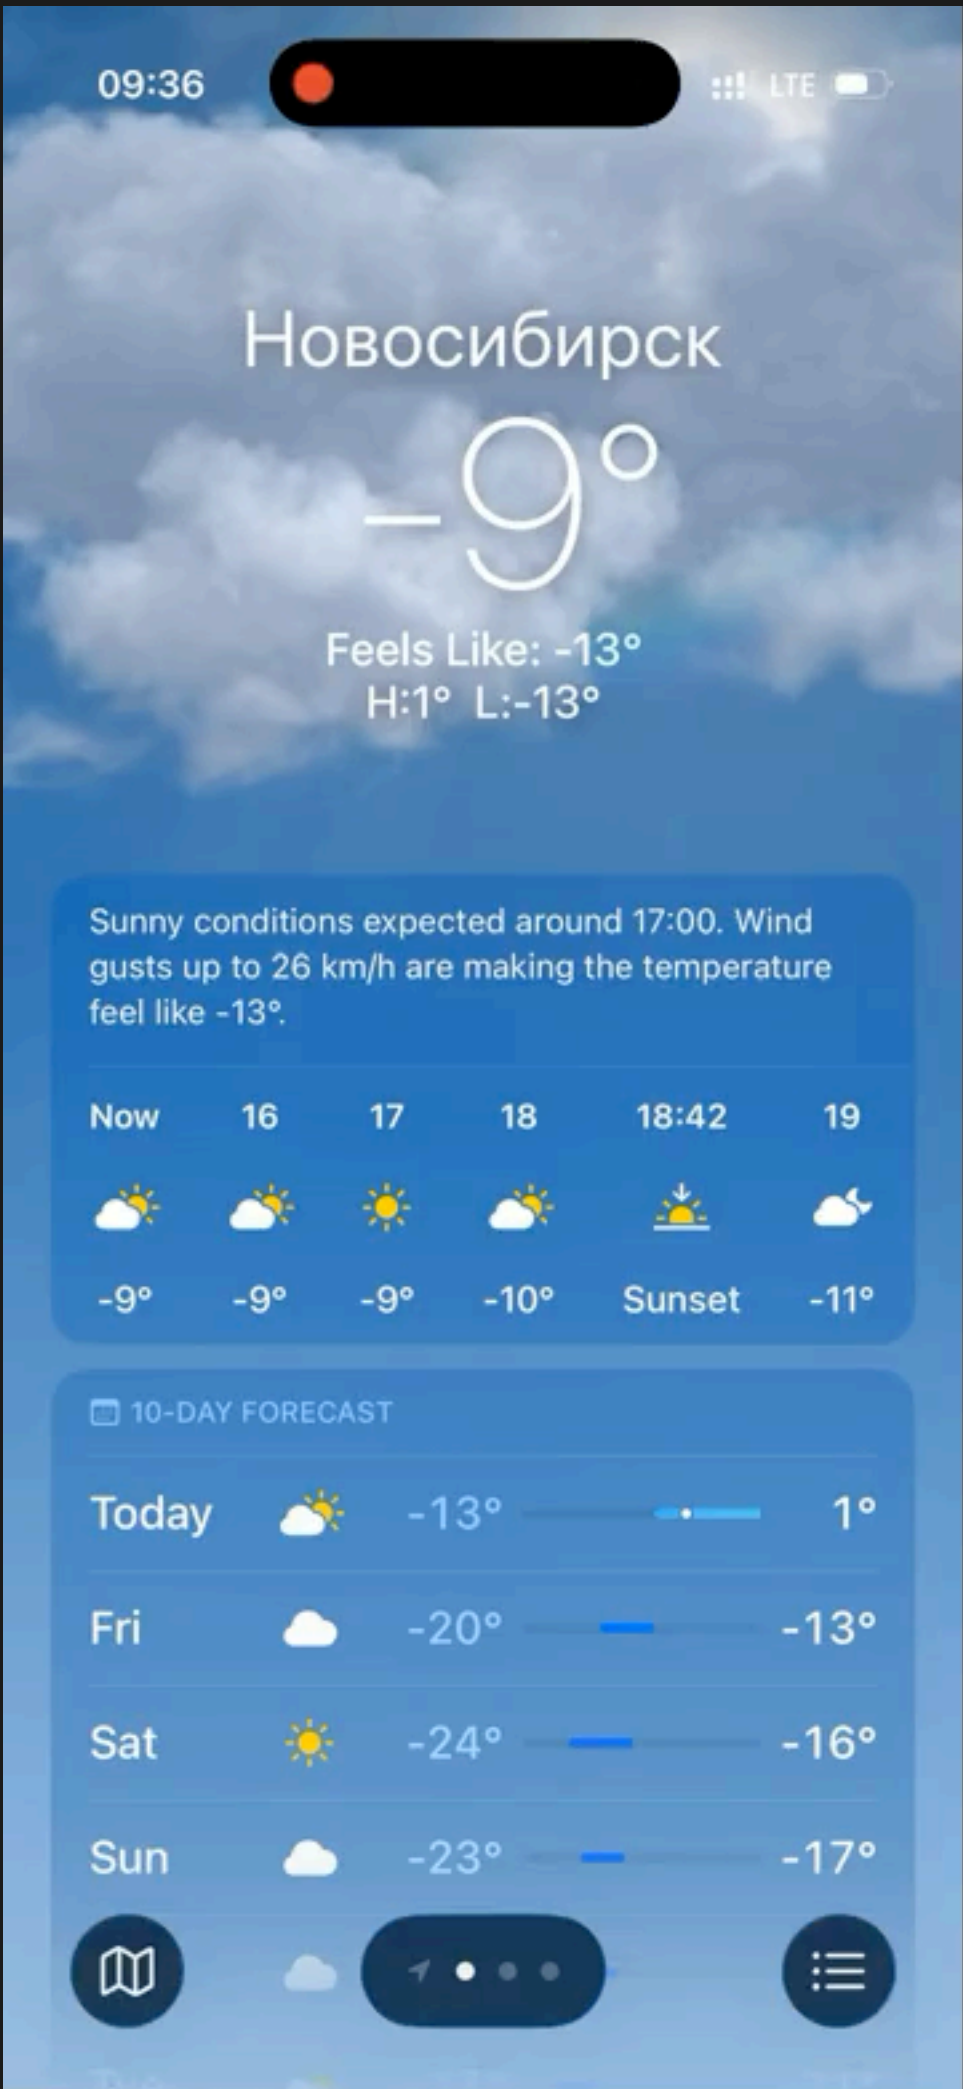 09:36 LTE
Новосибирск
-9°
Feels Like: -13°
H:1° L:-13°
Sunny conditions expected around 17:00. Wind
gusts up to 26 km/h are making the temperature
feel like -13°.
Now 16 17 18 18:42 19
-9° -9° -9° -10° Sunset -11°
10-DAY FORECAST
Today -13° 1°
Fri -20° -13°
Sat -24° -16°
Sun -23° -17°